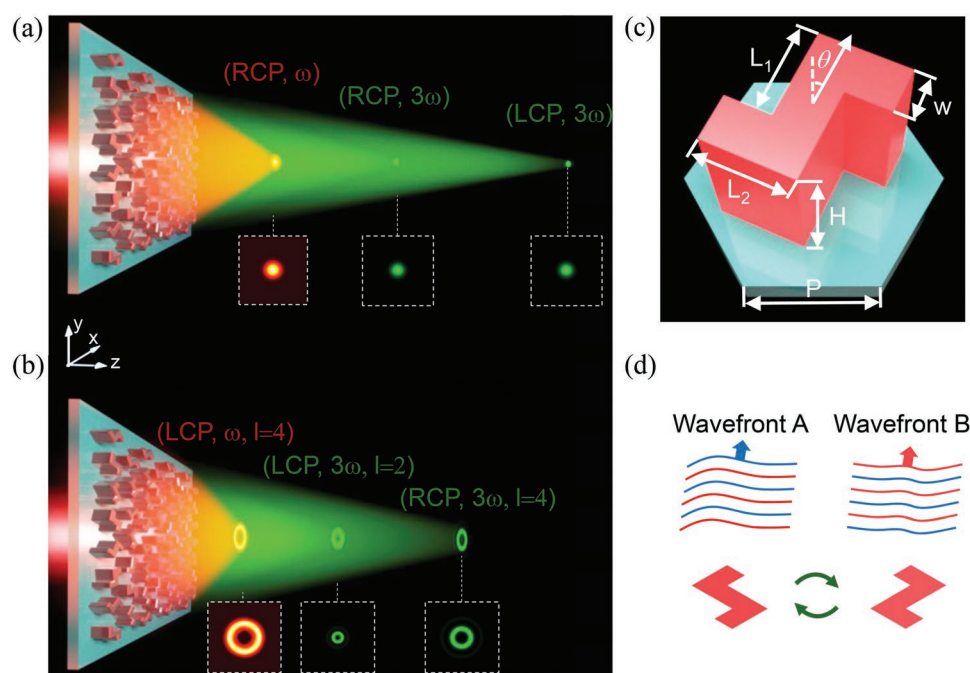 (a)
(RCP, ω)
(RCP, 3ω)
(LCP, 3ω)
y
x
z
(b)
(LCP, ω, l=4)
(LCP, 3ω, l=2)
(RCP, 3ω, l=4)
(c)
L₁
θ
w
L₂
H
P
(d)
Wavefront A
Wavefront B